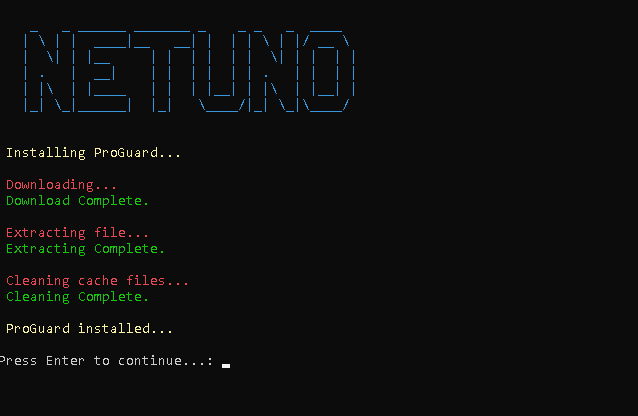 NETUNO
Installing ProGuard...
Downloading...
Download Complete.
Extracting file...
Extracting Complete.
Cleaning cache files...
Cleaning Complete.
ProGuard installed...
Press Enter to continue...: